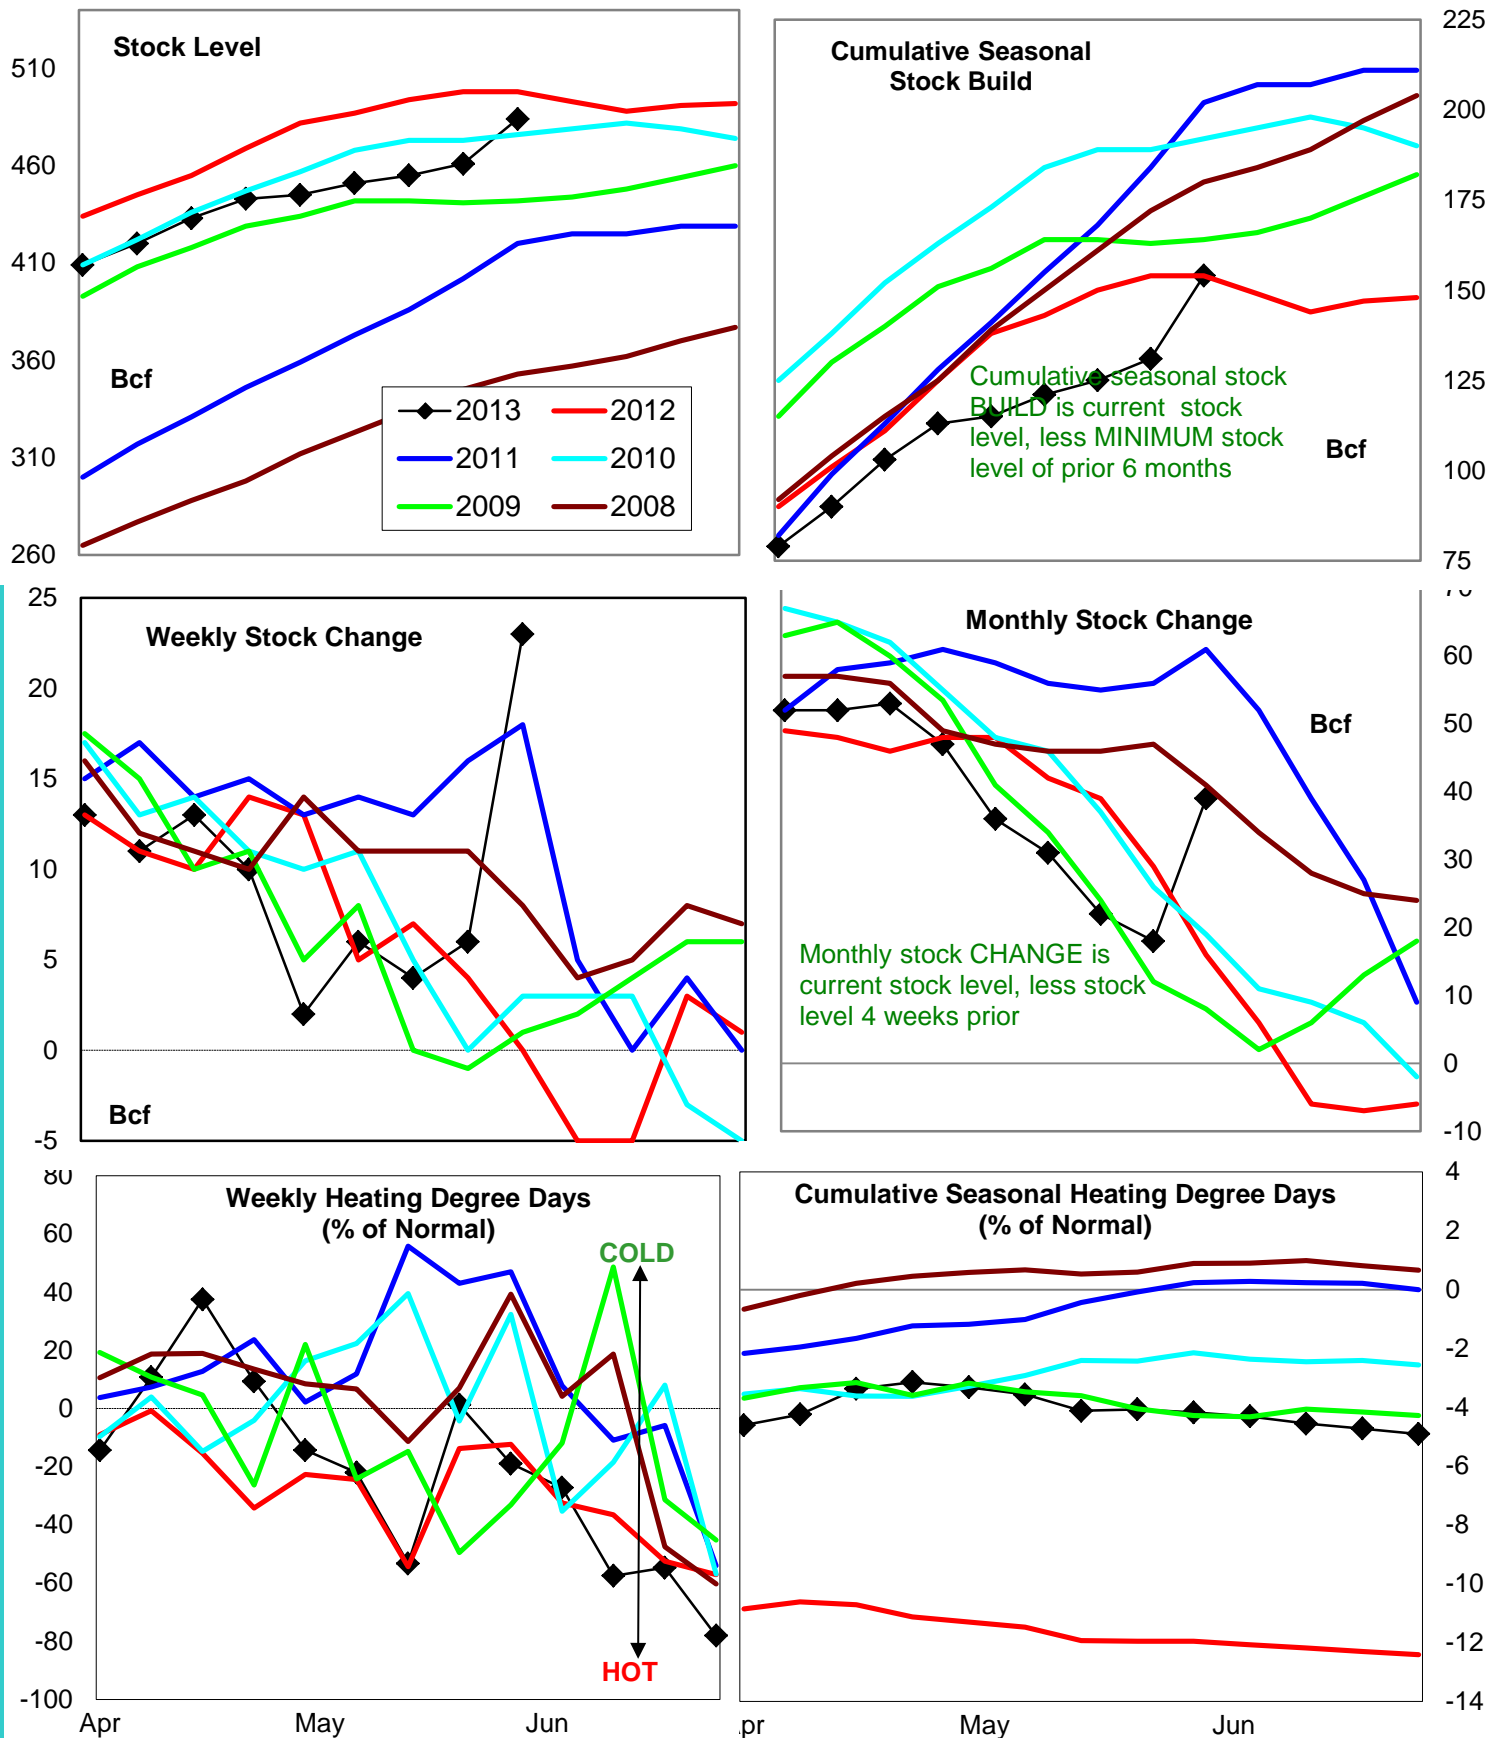 Stock Level
510
460
410
360
310
260
Bcf
2013
2012
2011
2010
2009
2008
Cumulative Seasonal
Stock Build
225
200
175
150
125
100
75
Cumulative seasonal stock
BUILD is current stock
level, less MINIMUM stock
level of prior 6 months
Bcf
Weekly Stock Change
25
20
15
10
5
0
-5
Bcf
Monthly Stock Change
70
60
50
40
30
20
10
0
-10
Bcf
Monthly stock CHANGE is
current stock level, less stock
level 4 weeks prior
Weekly Heating Degree Days
(% of Normal)
80
60
40
20
0
-20
-40
-60
-80
-100
COLD
HOT
Apr
May
Jun
Cumulative Seasonal Heating Degree Days
(% of Normal)
4
2
0
-2
-4
-6
-8
-10
-12
-14
pr
May
Jun